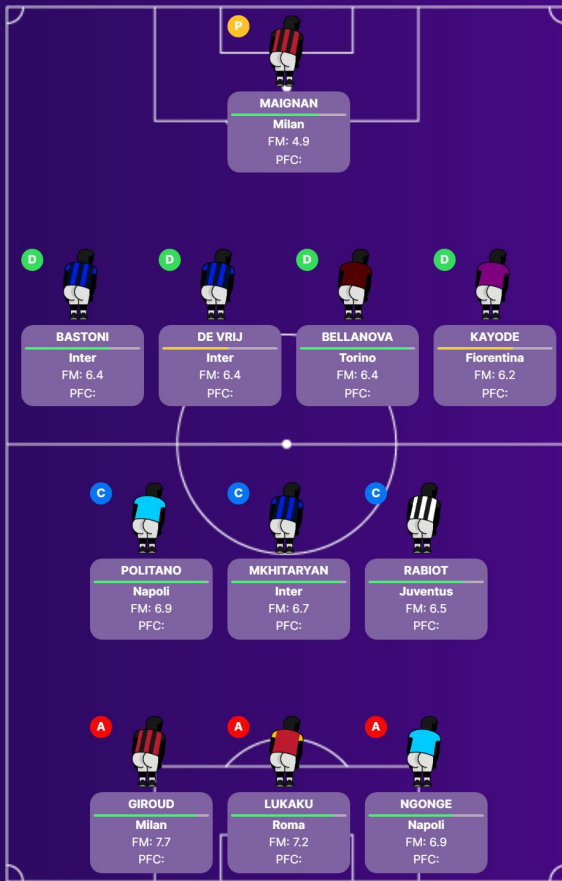 P
MAIGNAN
Milan
FM: 4.9
PFC:
D D D D
BASTONI DE VRIJ BELLANOVA KAYODE
Inter Inter Torino Fiorentina
FM: 6.4 FM: 6.4 FM: 6.4 FM: 6.2
PFC: PFC: PFC: PFC:
C C C
POLITANO MKHITARYAN RABIOT
Napoli Inter Juventus
FM: 6.9 FM: 6.7 FM: 6.5
PFC: PFC: PFC:
A A A
GIROUD LUKAKU NGONGE
Milan Roma Napoli
FM: 7.7 FM: 7.2 FM: 6.9
PFC: PFC: PFC: